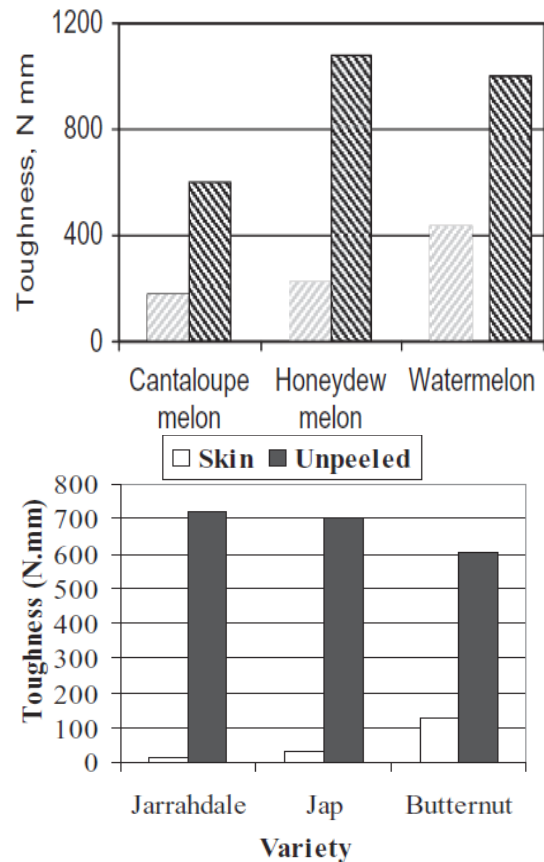 Toughness, N mm
1200
800
400
0
Cantaloupe melon
Honeydew melon
Watermelon
Skin Unpeeled
Toughness (N.mm)
800
700
600
500
400
300
200
100
0
Jarrahdale Jap Butternut
Variety